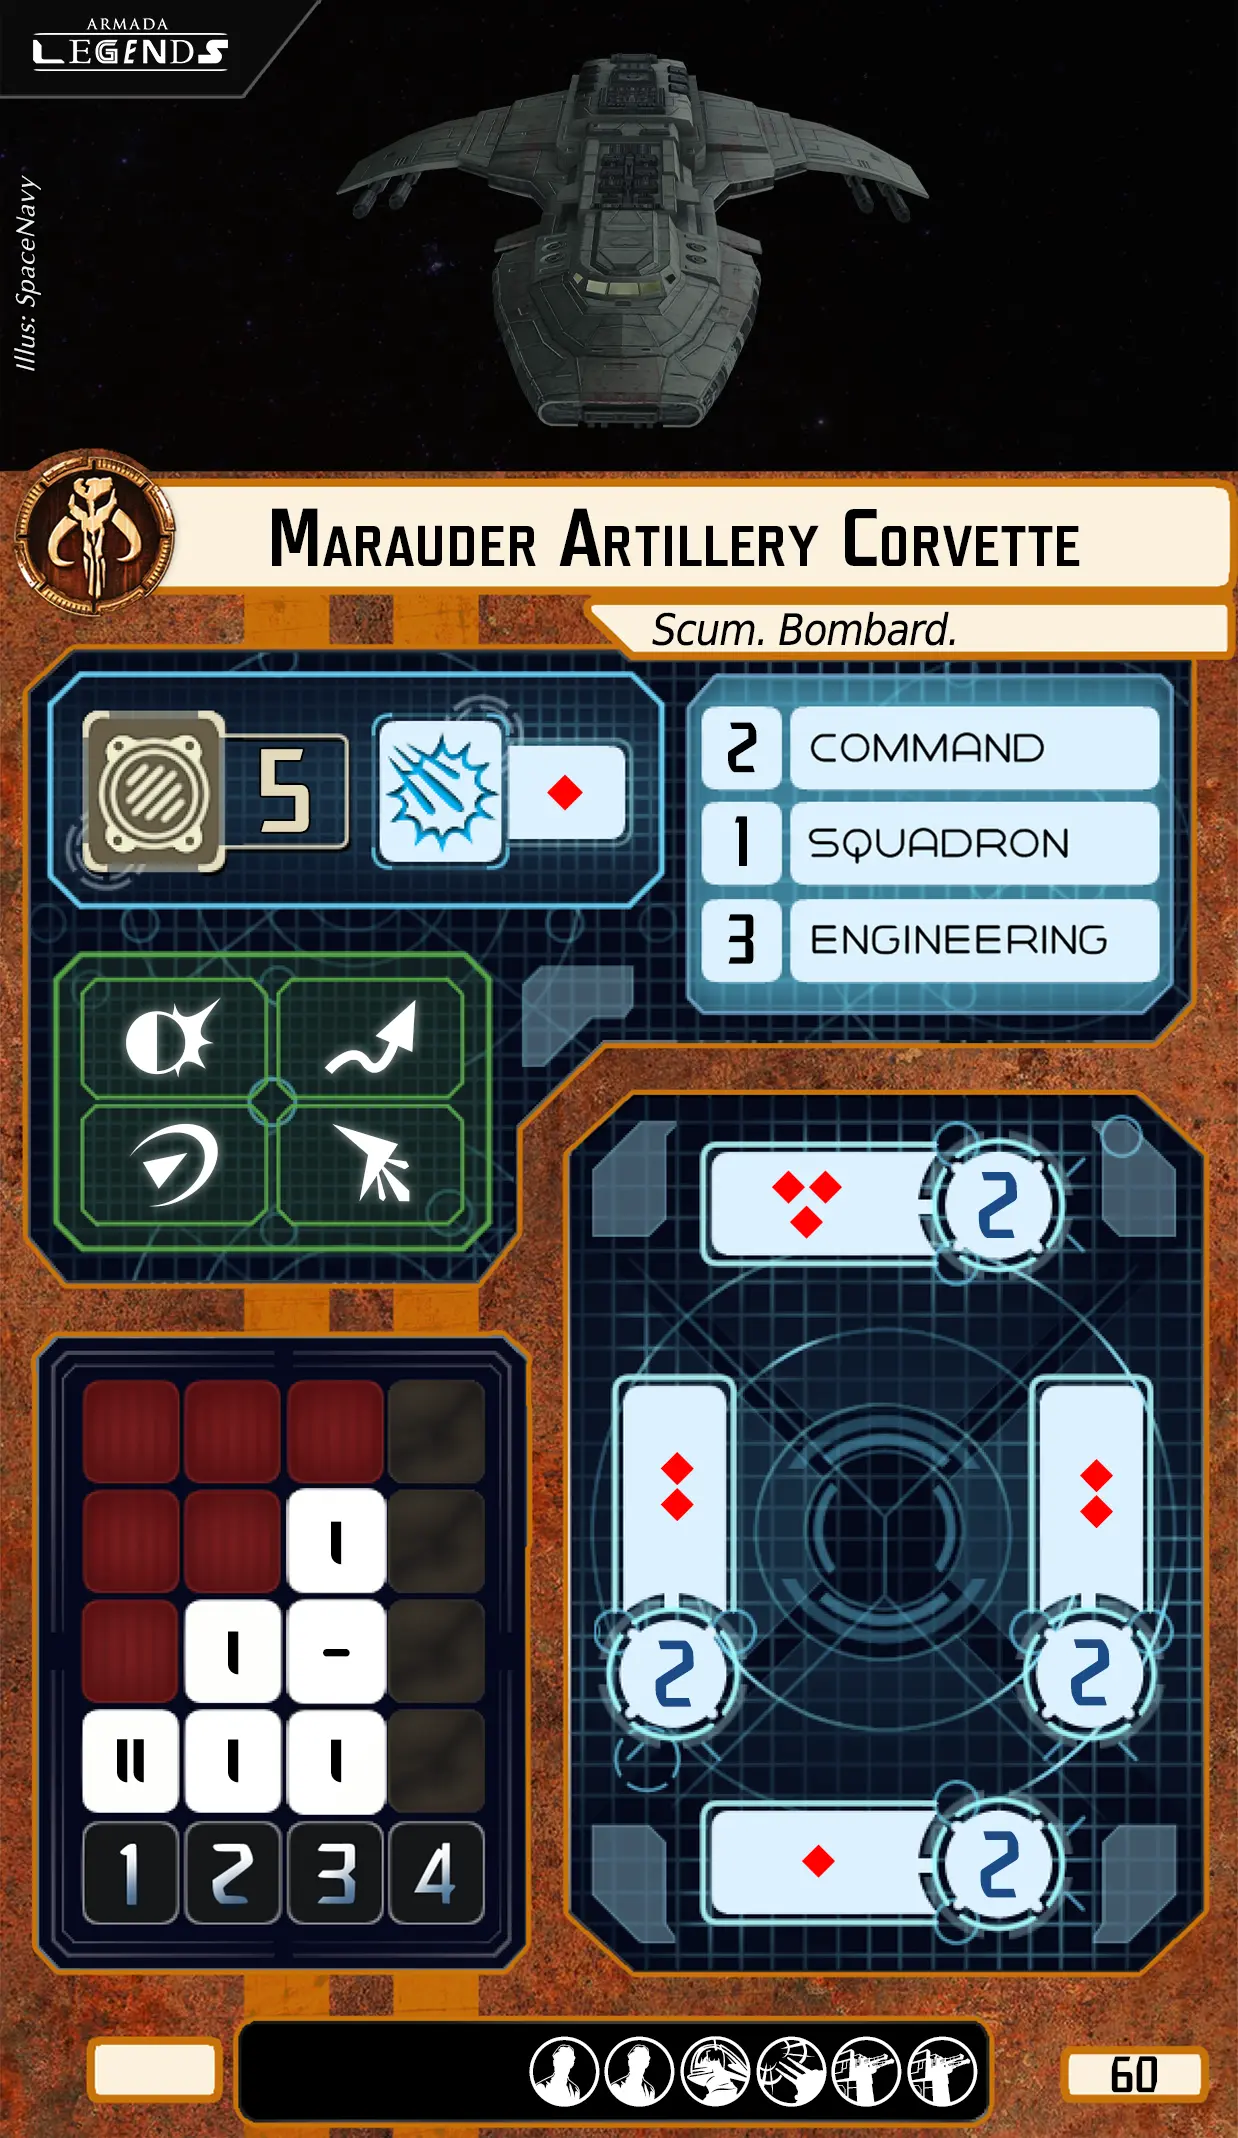 ARMADA
LEGENDS
Illus: SpaceNavy
MARAUDER ARTILLERY CORVETTE
Scum. Bombard.
5
2 COMMAND
1 SQUADRON
3 ENGINEERING
2
I
I -
2 2
II I I
1 2 3 4
2
60